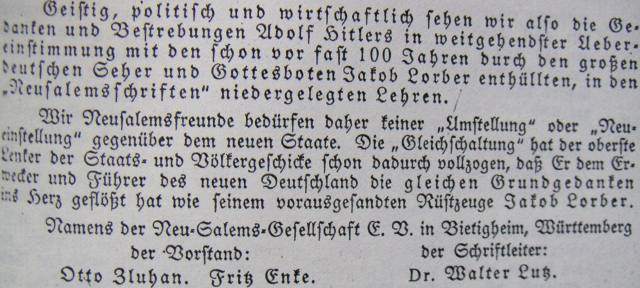 Geistig, politisch und wirtschaftlich sehen wir also die Ge-
danken und Bestrebungen Adolf Hitlers in weitgehendster Ueber-
einstimmung mit den schon vor fast 100 Jahren durch den großen
deutschen Seher und Gottesboten Jakob Lorber enthüllten, in den
„Neusalemsschriften“ niedergelegten Lehren.
Wir Neusalemsfreunde bedürfen daher keiner „Umstellung“ oder „Neu-
einstellung“ gegenüber dem neuen Staate. Die „Gleichschaltung“ hat der oberste
Lenker der Staats- und Völkergeschicke schon dadurch vollzogen, daß Er dem Er-
wecker und Führer des neuen Deutschland die gleichen Grundgedanken
ins Herz geflößt hat wie seinem vorausgesandten Rüstzeuge Jakob Lorber.
Namens der Neu-Salems-Gesellschaft E. V. in Bietigheim, Württemberg
der Vorstand: der Schriftleiter:
Otto Zluhan. Fritz Enke. Dr. Walter Lutz.